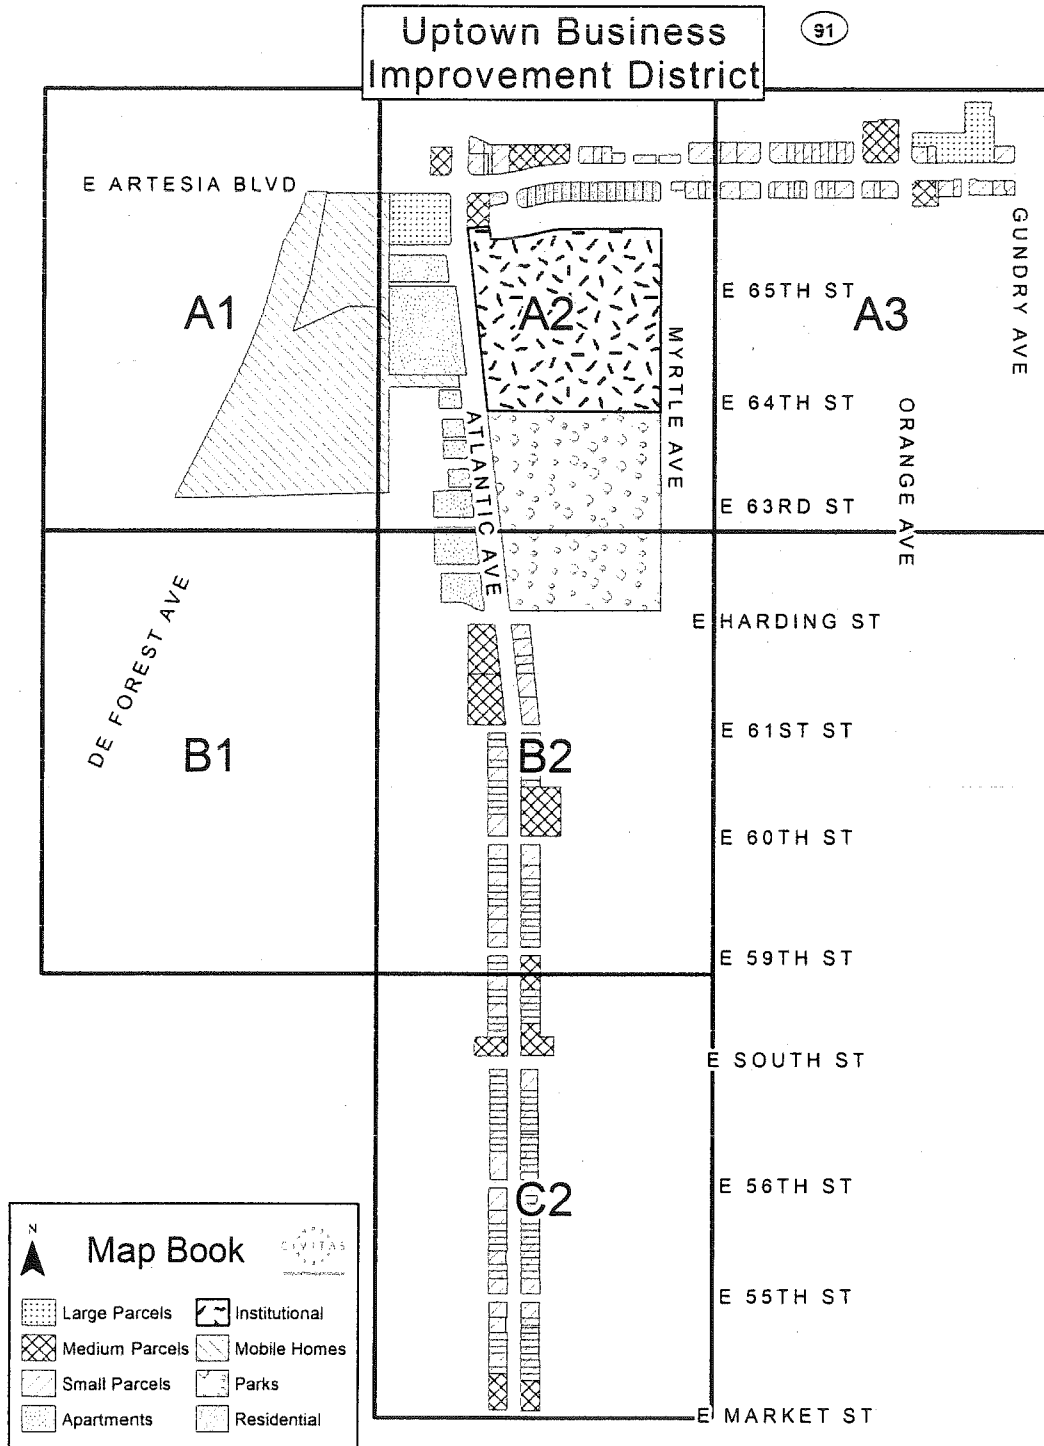 Uptown Business
Improvement District
91
E ARTESIA BLVD
GUNDRY AVE
E 65TH ST
A1
A2
A3
MYRTLE AVE
E 64TH ST
ORANGE AVE
ATLANTIC AVE
E 63RD ST
DE FOREST AVE
E HARDING ST
E 61ST ST
B1
B2
E 60TH ST
E 59TH ST
E SOUTH ST
E 56TH ST
C2
N
Map Book
CIVITAS
E 55TH ST
Large Parcels
Institutional
Medium Parcels
Mobile Homes
Small Parcels
Parks
Apartments
Residential
E MARKET ST